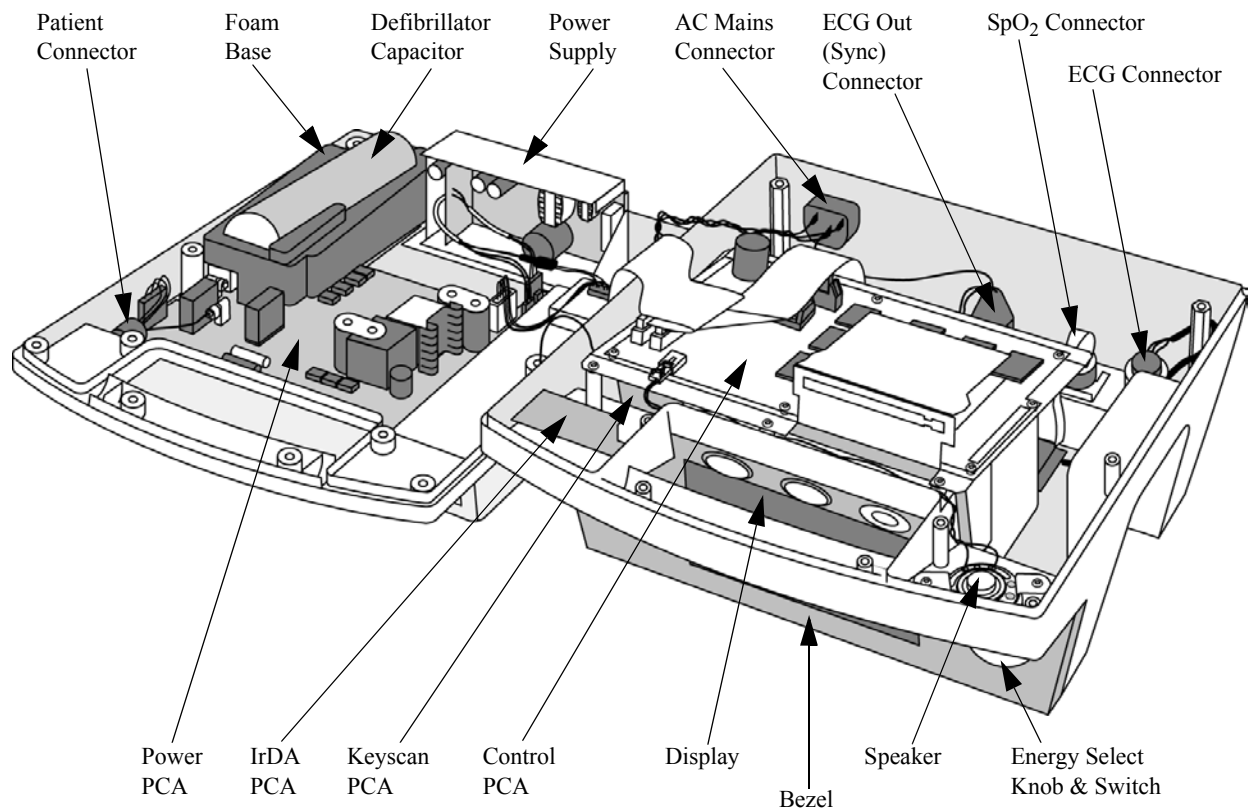 Patient
Connector
Foam
Base
Defibrillator
Capacitor
Power
Supply
AC Mains
Connector
ECG Out
(Sync)
Connector
SpO₂ Connector
ECG Connector
Power
PCA
IrDA
PCA
Keyscan
PCA
Control
PCA
Display
Bezel
Speaker
Energy Select
Knob & Switch